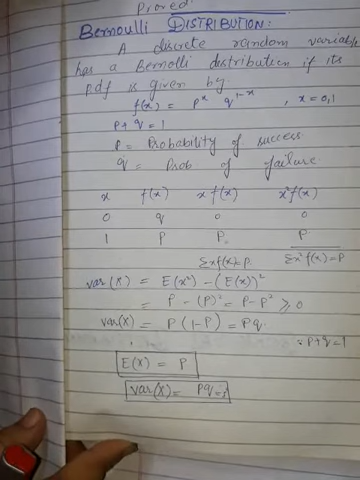 Proved
Bernoulli DISTRIBUTION:
A discrete random variable
has a Bernolli distribution if its
pdf is given by
f(x) = p^x q^{1-x} , x = 0,1
p+q = 1
p = Probability of success
q = Prob of failure
x f(x) x f(x) x²f(x)
0 q 0 0
1 P P. P.
Σxf(x)=P. Σx²f(x)=P
var(X) = E(x²) - (E(x))²
= P - (P)² = P - P² ≥ 0
var(X) = P(1-P) = Pq.
∵ P+q=1
E(X) = P
var(X) = Pq